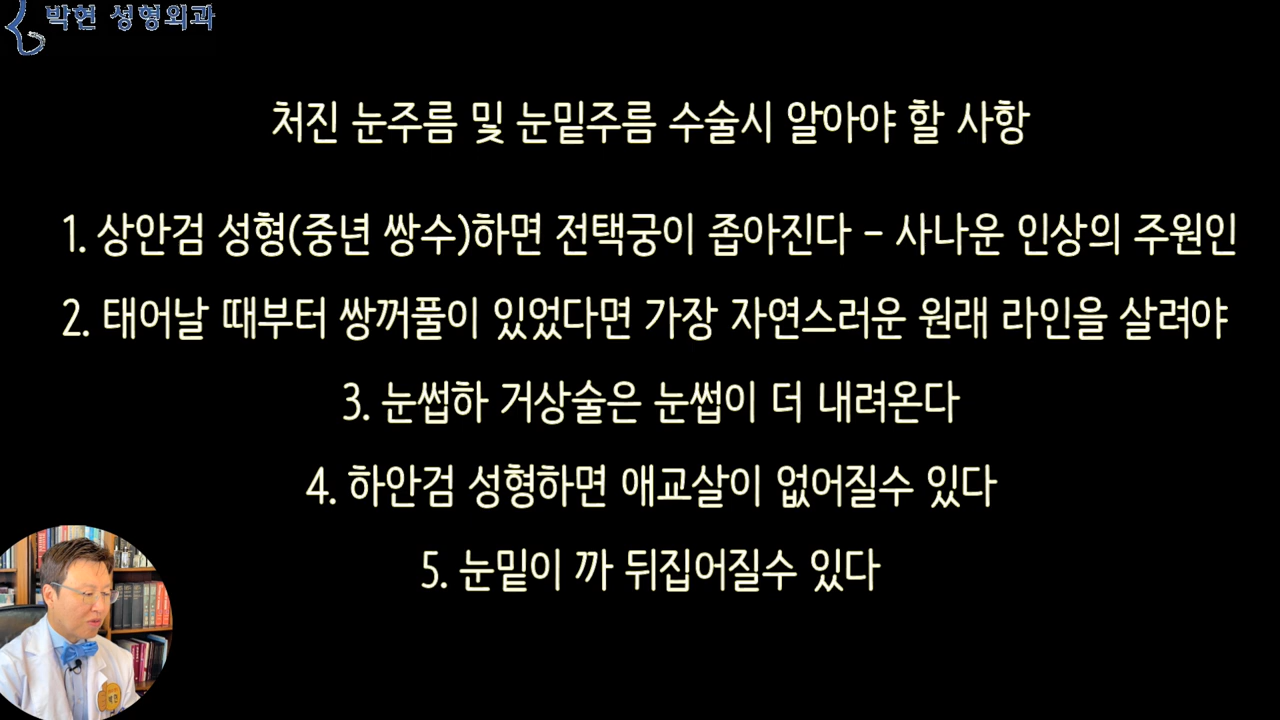 박현 성형외과
처진 눈주름 및 눈밑주름 수술시 알아야 할 사항
1. 상안검 성형(중년 쌍수)하면 전택궁이 좁아진다 - 사나운 인상의 주원인
2. 태어날 때부터 쌍꺼풀이 있었다면 가장 자연스러운 원래 라인을 살려야
3. 눈썹하 거상술은 눈썹이 더 내려온다
4. 하안검 성형하면 애교살이 없어질수 있다
5. 눈밑이 까 뒤집어질수 있다
박현